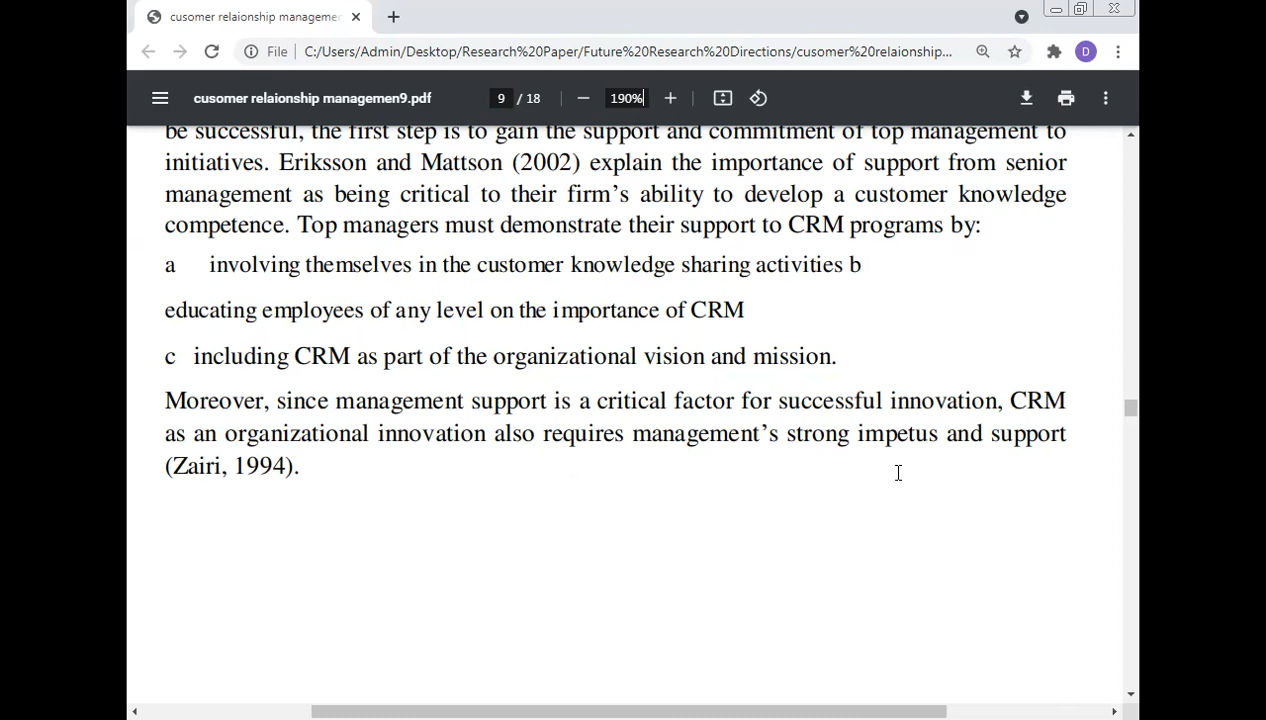 cusomer relaionship managemen
File C:/Users/Admin/Desktop/Research%20Paper/Future%20Research%20Directions/cusomer%20relaionship... D
cusomer relaionship managemen9.pdf 9 / 18 190%
be successful, the first step is to gain the support and commitment of top management to
initiatives. Eriksson and Mattson (2002) explain the importance of support from senior
management as being critical to their firm’s ability to develop a customer knowledge
competence. Top managers must demonstrate their support to CRM programs by:
a involving themselves in the customer knowledge sharing activities b
educating employees of any level on the importance of CRM
c including CRM as part of the organizational vision and mission.
Moreover, since management support is a critical factor for successful innovation, CRM
as an organizational innovation also requires management’s strong impetus and support
(Zairi, 1994).